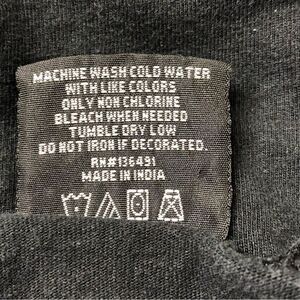 MACHINE WASH COLD WATER
WITH LIKE COLORS
ONLY NON CHLORINE
BLEACH WHEN NEEDED
TUMBLE DRY LOW
DO NOT IRON IF DECORATED.
RN#136491
MADE IN INDIA